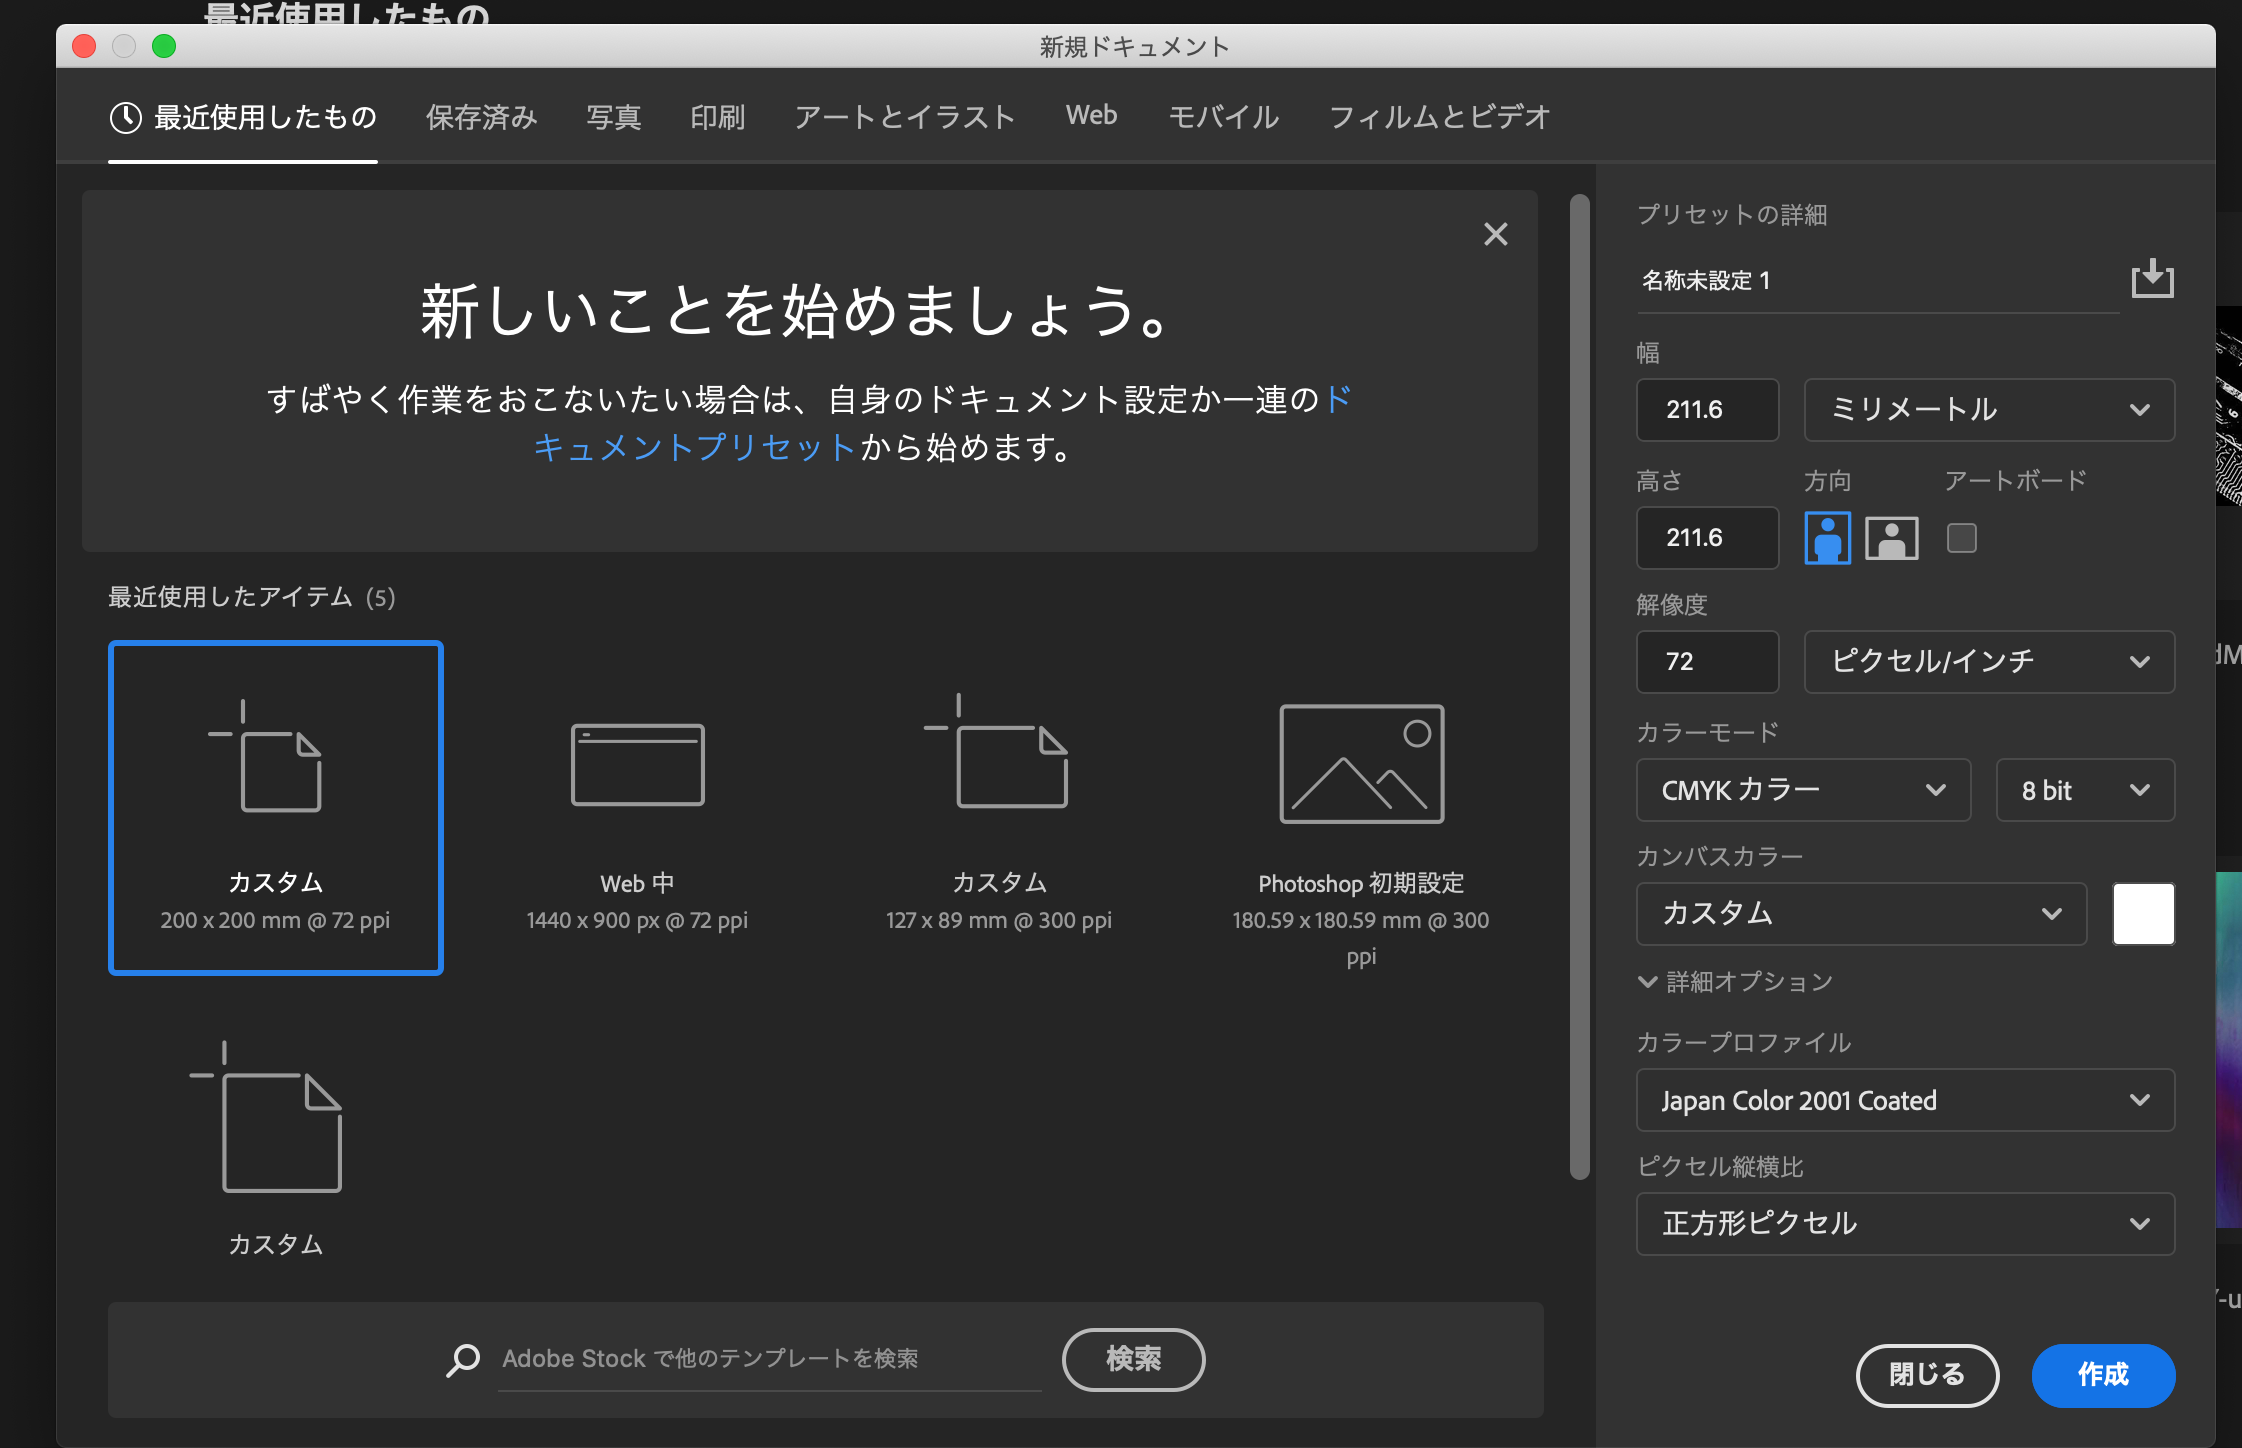 最近使用したもの
新規ドキュメント
最近使用したもの 保存済み 写真 印刷 アートとイラスト Web モバイル フィルムとビデオ
新しいことを始めましょう。
すばやく作業をおこないたい場合は、自身のドキュメント設定か一連のド
キュメントプリセットから始めます。
最近使用したアイテム (5)
カスタム
200 x 200 mm @ 72 ppi
Web 中
1440 x 900 px @ 72 ppi
カスタム
127 x 89 mm @ 300 ppi
Photoshop 初期設定
180.59 x 180.59 mm @ 300
ppi
カスタム
Adobe Stock で他のテンプレートを検索
検索
プリセットの詳細
名称未設定 1
幅
211.6 ミリメートル
高さ 方向 アートボード
211.6
解像度
72 ピクセル/インチ
カラーモード
CMYK カラー 8 bit
カンバスカラー
カスタム
詳細オプション
カラープロファイル
Japan Color 2001 Coated
ピクセル縦横比
正方形ピクセル
閉じる 作成